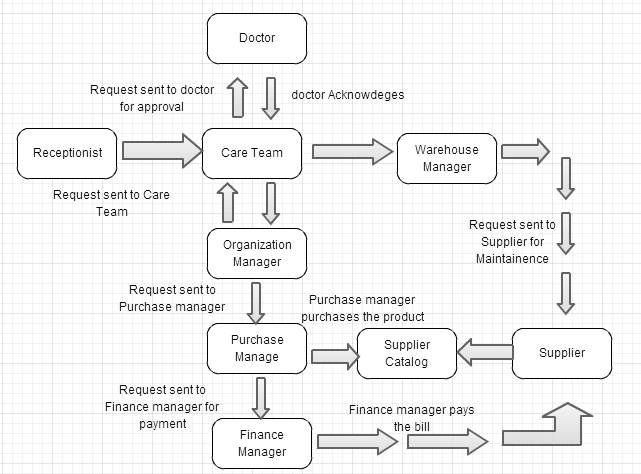 Doctor
Request sent to doctor
for approval
doctor Acknowdeges
Receptionist
Care Team
Warehouse
Manager
Request sent to Care
Team
Request sent to
Supplier for
Maintainence
Organization
Manager
Request sent to
Purchase manager
Purchase manager
purchases the product
Purchase
Manage
Supplier
Catalog
Supplier
Request sent to
Finance manager for
payment
Finance manager pays
the bill
Finance
Manager